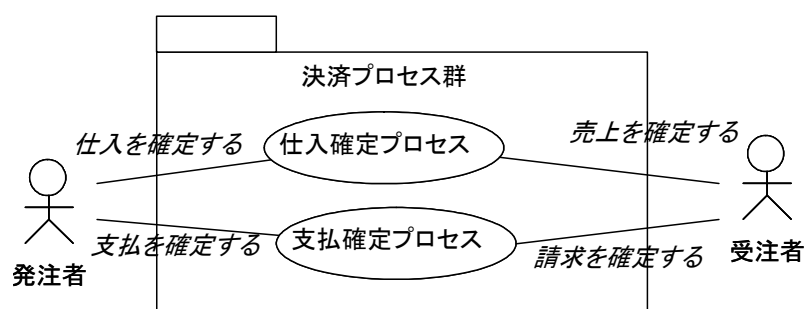 決済プロセス群
仕入を確定する
仕入確定プロセス
売上を確定する
支払を確定する
支払確定プロセス
請求を確定する
発注者
受注者